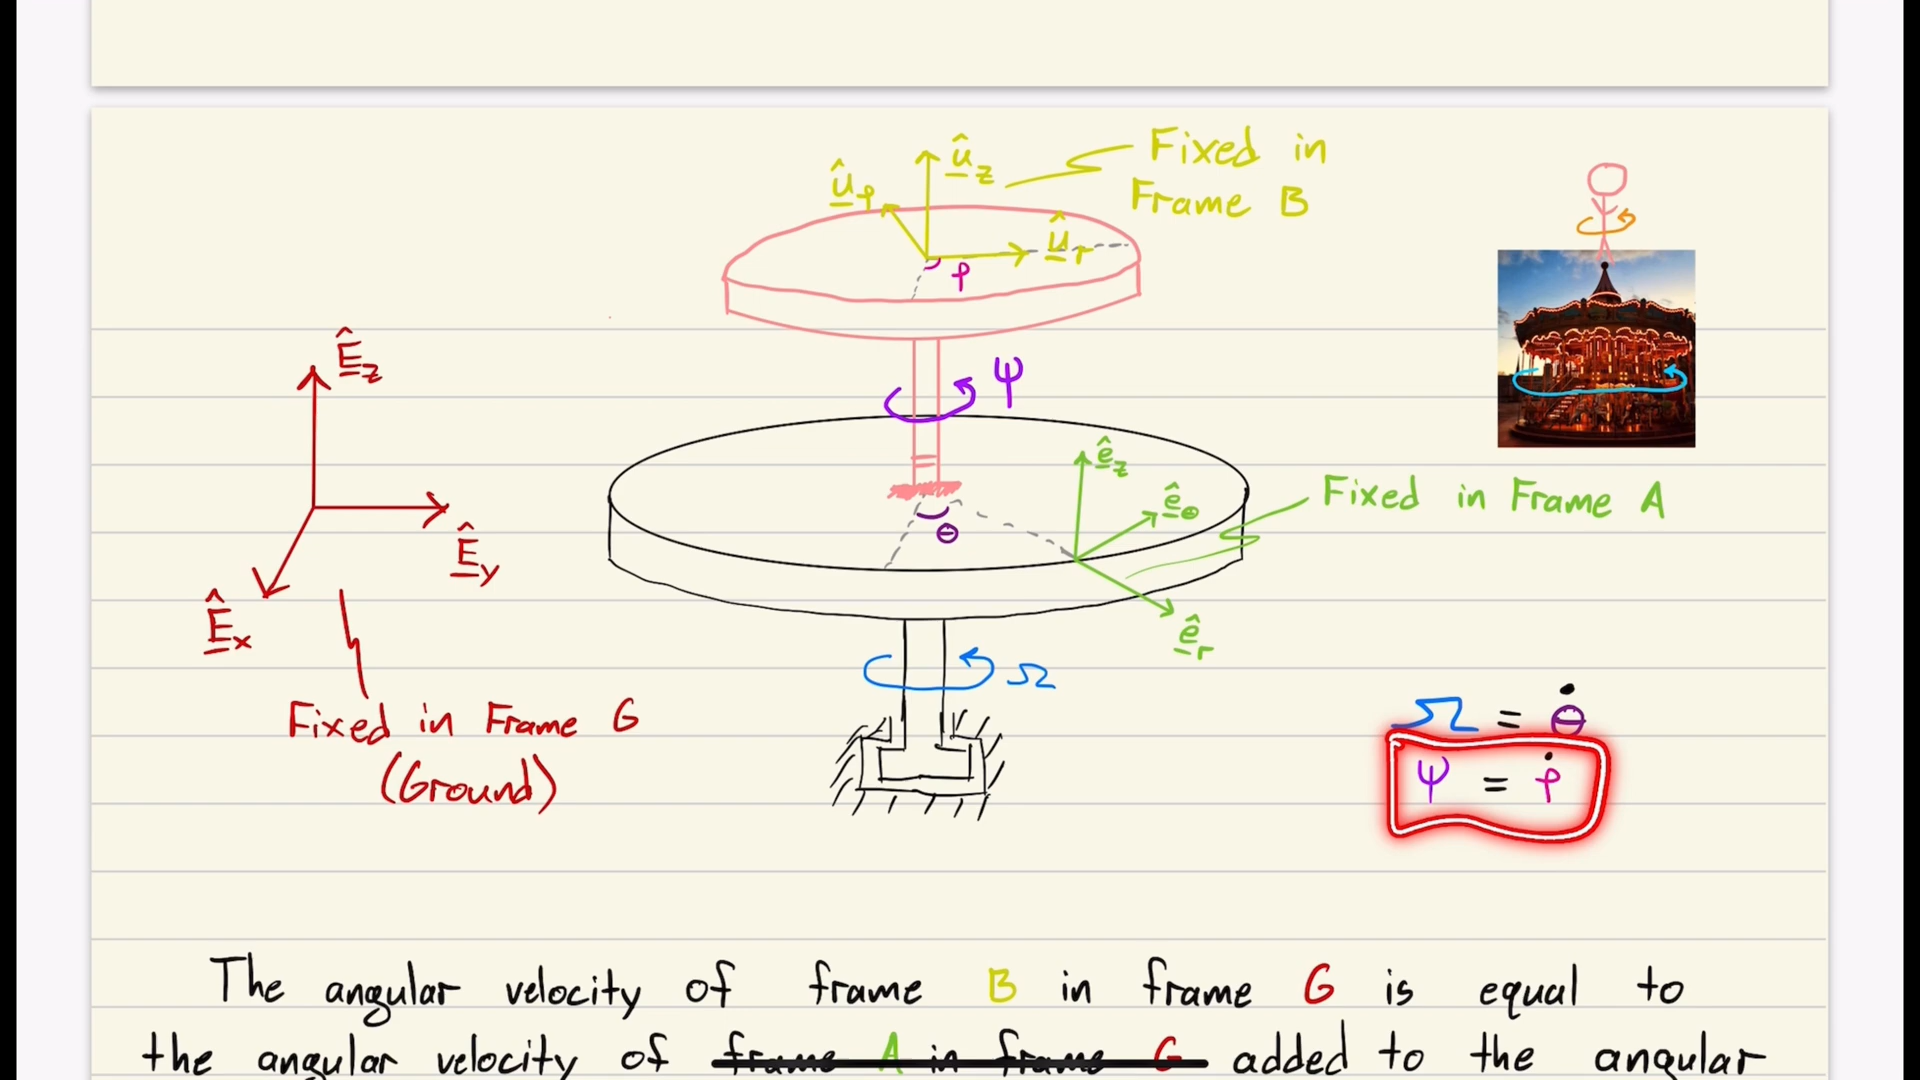 û_φ
û_z
Fixed in
Frame B
û_r
φ
Ê_z
Ψ
ê_z
ê_θ
Fixed in Frame A
θ
Ê_y
Ê_x
ê_r
Ω
Fixed in Frame G
(Ground)
Ω = θ̇
Ψ = φ̇
The angular velocity of frame B in frame G is equal to
the angular velocity of frame A in frame G added to the angular